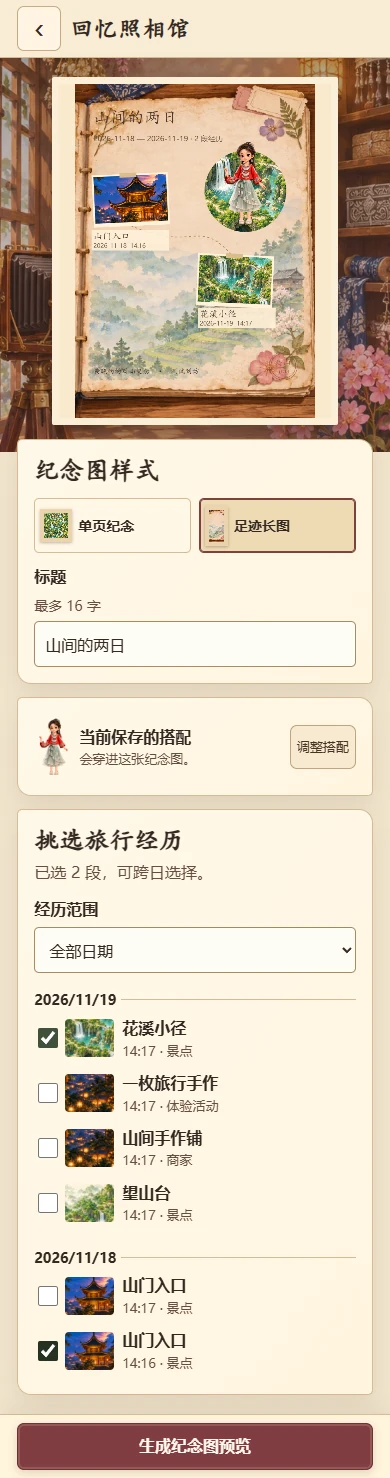 回忆照相馆
山间的两日
2026-11-18 — 2026-11-19 · 2 段经历
山门入口
2026-11-18 14:16
花溪小径
2026-11-19 14:17
纪念图样式
单页纪念
足迹长图
标题
最多 16 字
山间的两日
当前保存的搭配
会穿进这张纪念图。
调整搭配
挑选旅行经历
已选 2 段，可跨日选择。
经历范围
全部日期
2026/11/19
花溪小径
14:17 · 景点
一枚旅行手作
14:17 · 体验活动
山间手作铺
14:17 · 商家
望山台
14:17 · 景点
2026/11/18
山门入口
14:17 · 景点
山门入口
14:16 · 景点
生成纪念图预览